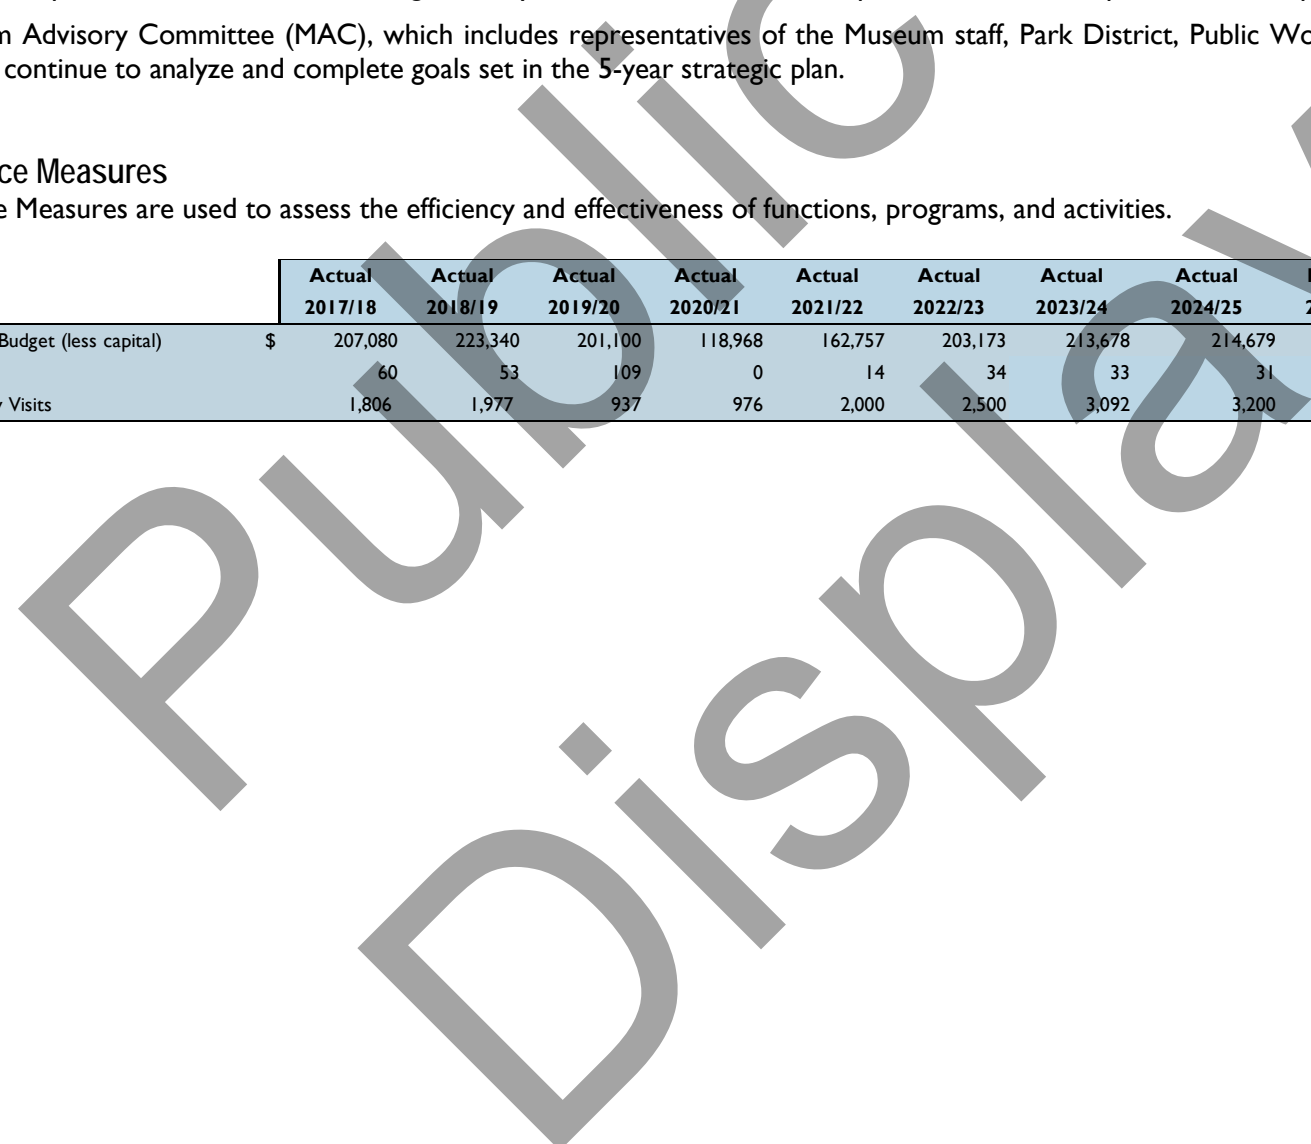 m Advisory Committee (MAC), which includes representatives of the Museum staff, Park District, Public Wo
continue to analyze and complete goals set in the 5-year strategic plan.
ce Measures
e Measures are used to assess the efficiency and effectiveness of functions, programs, and activities.
Actual Actual Actual Actual Actual Actual Actual Actual
2017/18 2018/19 2019/20 2020/21 2021/22 2022/23 2023/24 2024/25 2
Budget (less capital) $ 207,080 223,340 201,100 118,968 162,757 203,173 213,678 214,679
60 53 109 0 14 34 33 31
y Visits 1,806 1,977 937 976 2,000 2,500 3,092 3,200
Public
Display